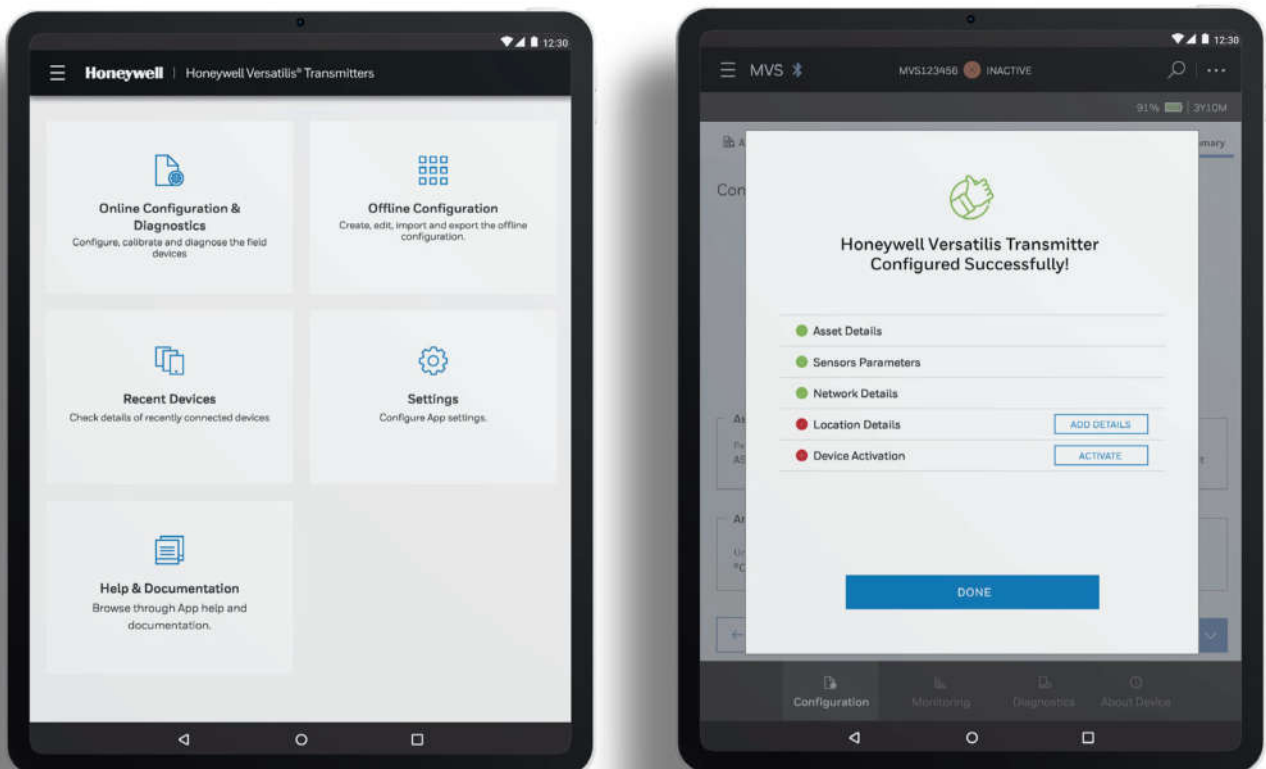 12:30
Honeywell | Honeywell Versatilis® Transmitters
Online Configuration &
Diagnostics
Configure, calibrate and diagnose the field
devices
Offline Configuration
Create, edit, import and export the offline
configuration.
Recent Devices
Check details of recently connected devices
Settings
Configure App settings.
Help & Documentation
Browse through App help and
documentation.
12:30
MVS
MVS123456
INACTIVE
91%
3Y10M
Honeywell Versatilis Transmitter
Configured Successfully!
Asset Details
Sensors Parameters
Network Details
Location Details
ADD DETAILS
Device Activation
ACTIVATE
DONE
Configuration
Monitoring
Diagnostics
About Device